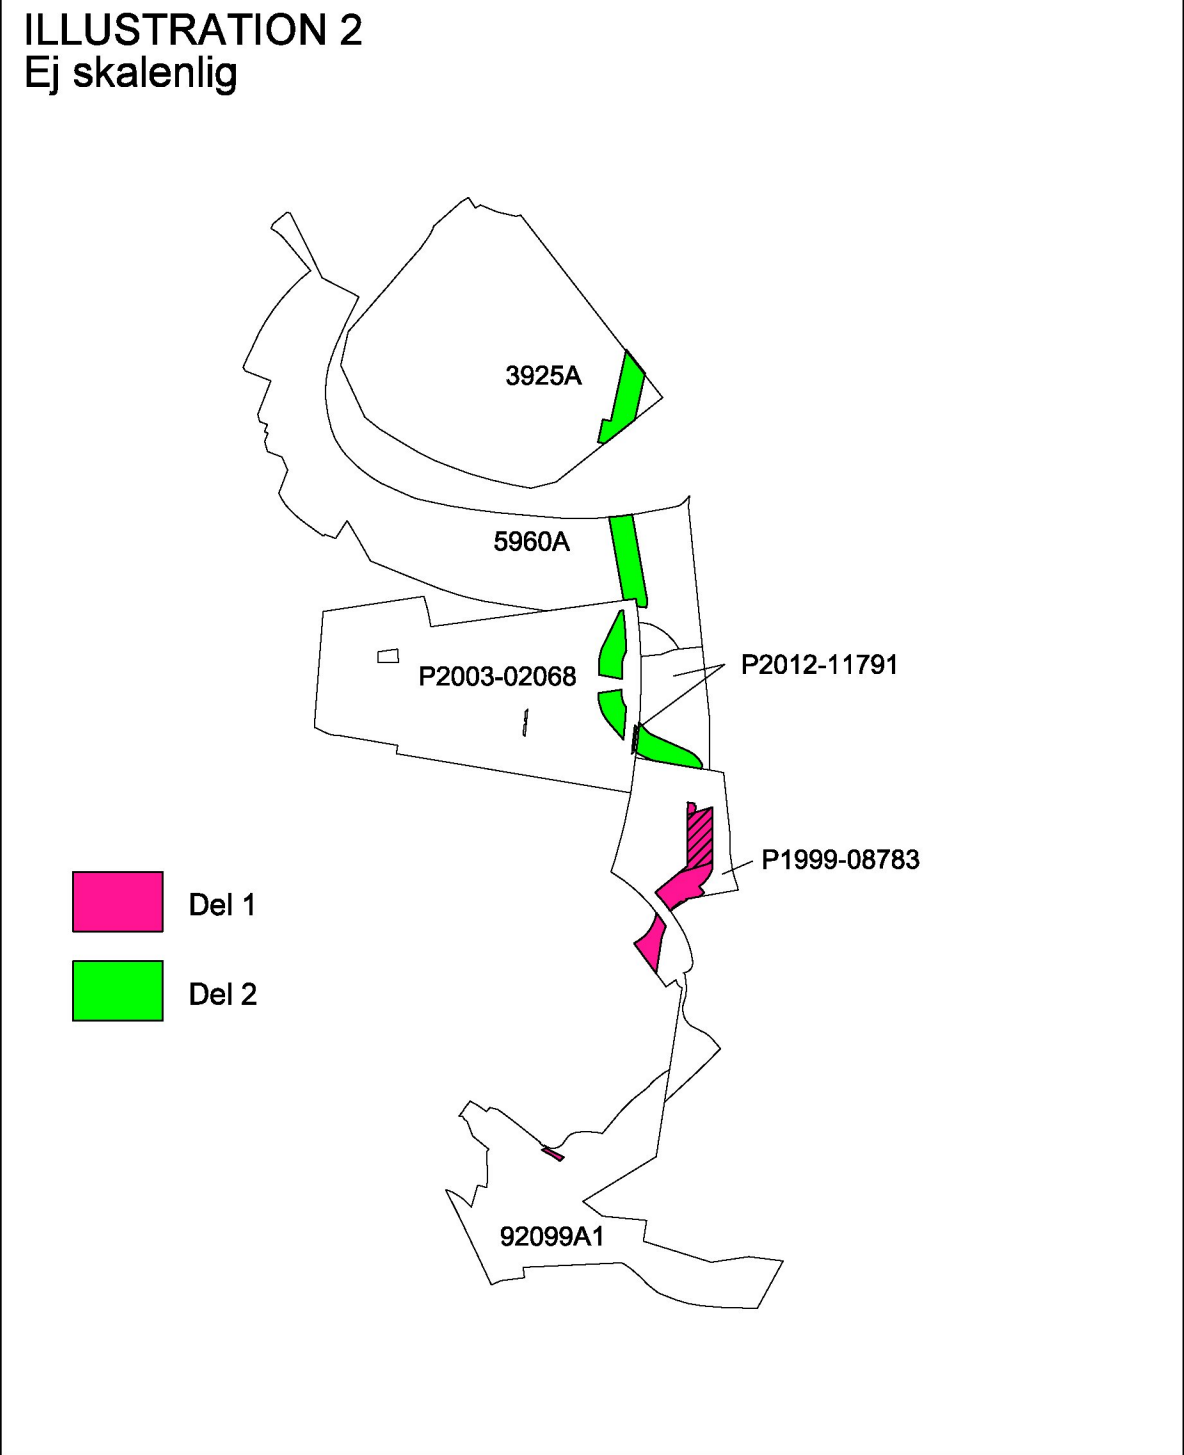 ILLUSTRATION 2
Ej skalenlig
3925A
5960A
P2003-02068
P2012-11791
P1999-08783
Del 1
Del 2
92099A1